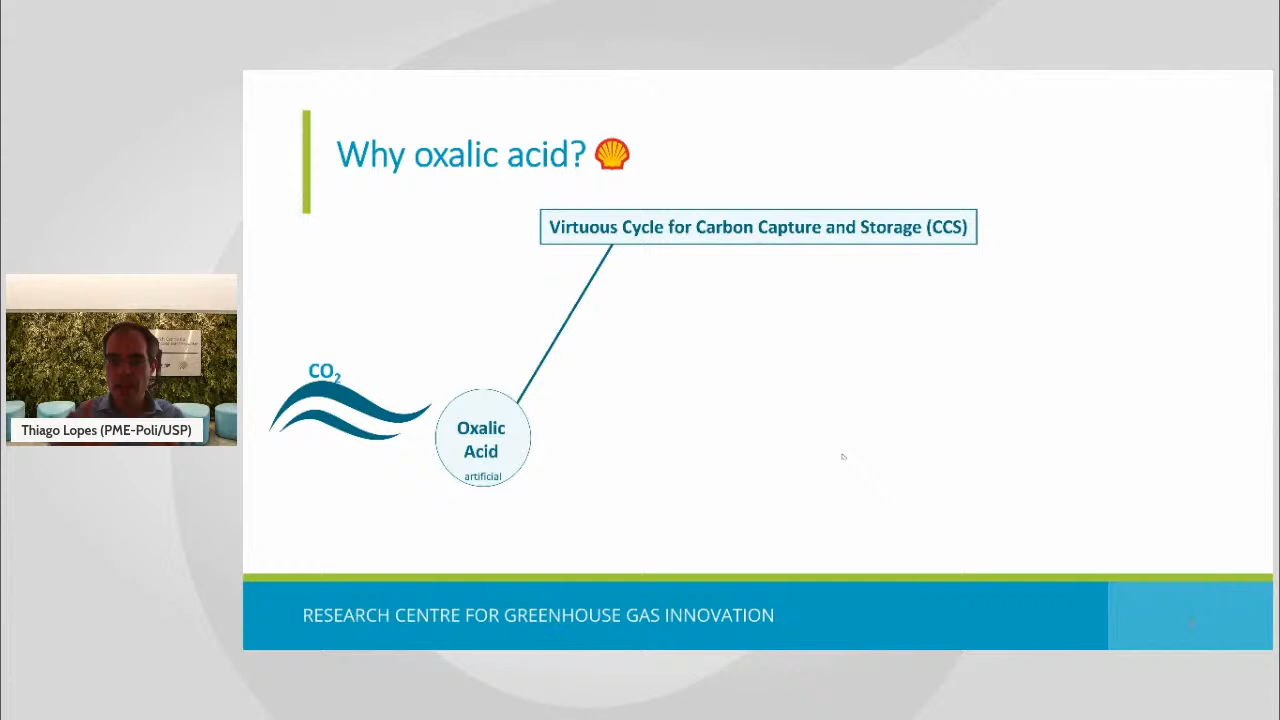 Why oxalic acid?
Virtuous Cycle for Carbon Capture and Storage (CCS)
CO₂
Oxalic
Acid
artificial
Thiago Lopes (PME-Poli/USP)
RESEARCH CENTRE FOR GREENHOUSE GAS INNOVATION